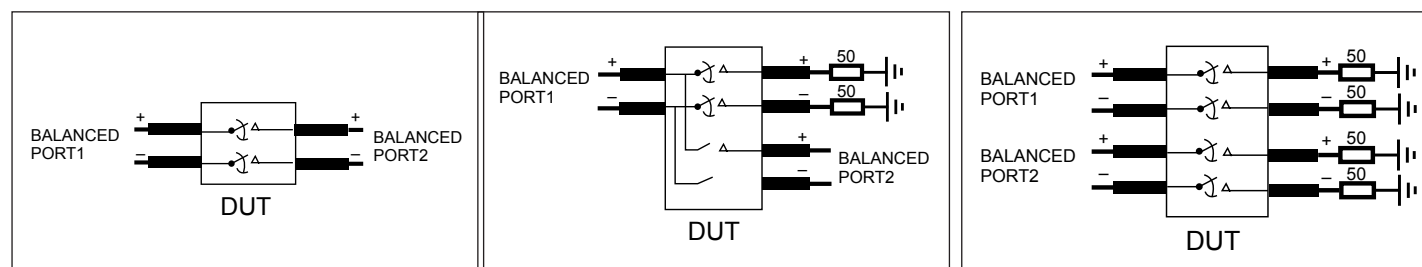 +
+
BALANCED
PORT1
BALANCED
PORT2
–
–
DUT
+
BALANCED
PORT1
–
+
50
–
50
+
–
BALANCED
PORT2
DUT
+
BALANCED
PORT1
–
+
BALANCED
PORT2
–
+
50
–
50
+
50
–
50
DUT